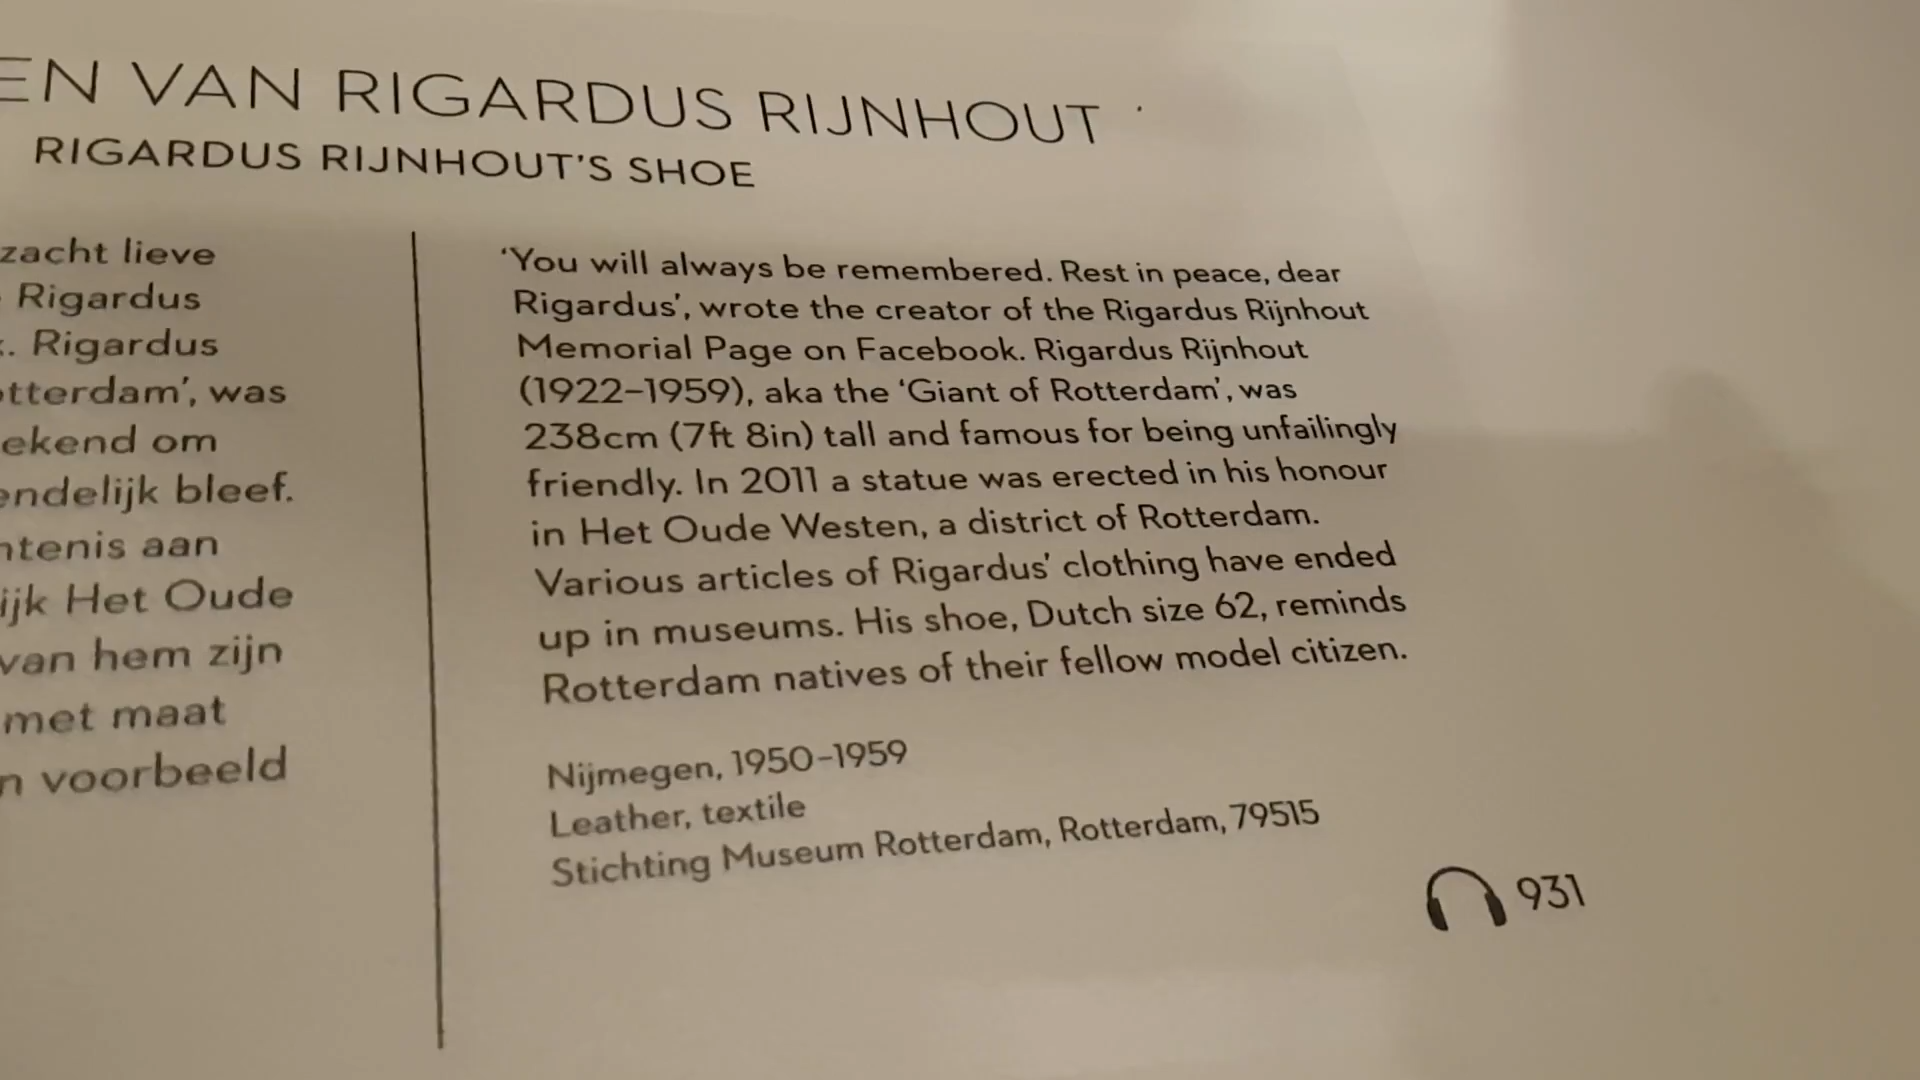 EN VAN RIGARDUS RIJNHOUT
RIGARDUS RIJNHOUT'S SHOE
zacht lieve
Rigardus
. Rigardus
otterdam', was
ekend om
endelijk bleef.
ntenis aan
ijk Het Oude
van hem zijn
met maat
n voorbeeld
'You will always be remembered. Rest in peace, dear
Rigardus', wrote the creator of the Rigardus Rijnhout
Memorial Page on Facebook. Rigardus Rijnhout
(1922–1959), aka the 'Giant of Rotterdam', was
238cm (7ft 8in) tall and famous for being unfailingly
friendly. In 2011 a statue was erected in his honour
in Het Oude Westen, a district of Rotterdam.
Various articles of Rigardus' clothing have ended
up in museums. His shoe, Dutch size 62, reminds
Rotterdam natives of their fellow model citizen.
Nijmegen, 1950–1959
Leather, textile
Stichting Museum Rotterdam, Rotterdam, 79515
931